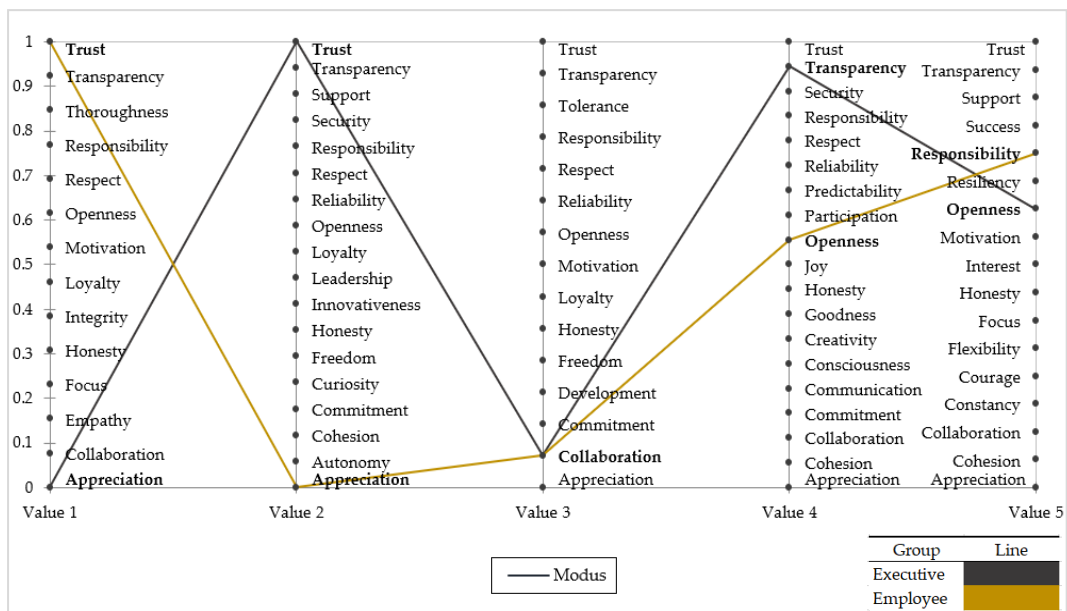 1
0.9
0.8
0.7
0.6
0.5
0.4
0.3
0.2
0.1
0
Trust
Transparency
Thoroughness
Responsibility
Respect
Openness
Motivation
Loyalty
Integrity
Honesty
Focus
Empathy
Collaboration
Appreciation
Value 1
Trust
Transparency
Support
Security
Responsibility
Respect
Reliability
Openness
Loyalty
Leadership
Innovativeness
Honesty
Freedom
Curiosity
Commitment
Cohesion
Autonomy
Appreciation
Value 2
Trust
Transparency
Tolerance
Responsibility
Respect
Reliability
Openness
Motivation
Loyalty
Honesty
Freedom
Development
Commitment
Collaboration
Appreciation
Value 3
Trust
Transparency
Security
Responsibility
Respect
Reliability
Predictability
Participation
Openness
Joy
Honesty
Goodness
Creativity
Consciousness
Communication
Commitment
Collaboration
Cohesion
Appreciation
Value 4
Trust
Transparency
Support
Success
Responsibility
Resiliency
Openness
Motivation
Interest
Honesty
Focus
Flexibility
Courage
Constancy
Collaboration
Cohesion
Appreciation
Value 5
Modus
Group Line
Executive
Employee